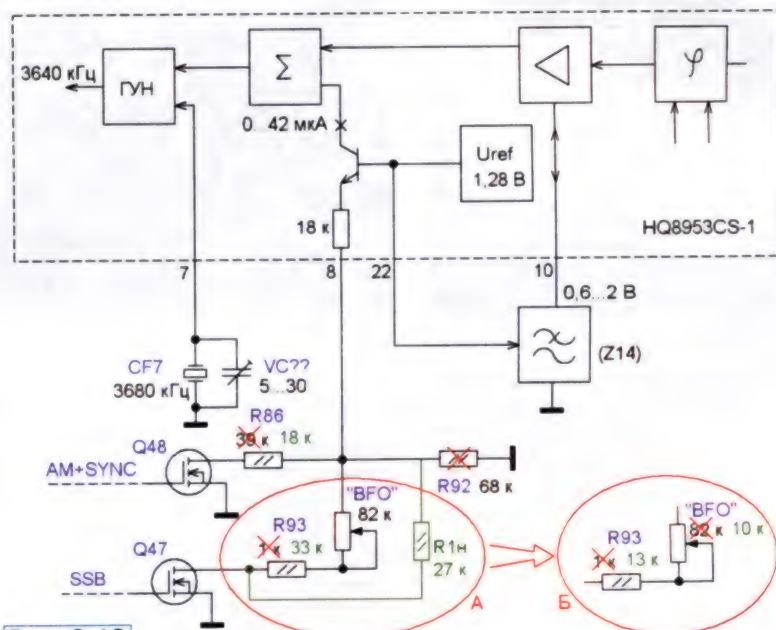 3640 кГц
ГУН
Σ
φ
0...42 мкА
Uref
1,28 В
18 к
HQ8953CS-1
7
8
22
10
0,6...2 В
(Z14)
CF7
3680 кГц
VC??
5...30
R86
39 к 18 к
Q48
AM+SYNC
R92
68 к
"BFO"
82 к
R93
1 к 33 к
R1н
27 к
Q47
SSB
А
"BFO"
82 к 10 к
R93
1 к 13 к
Б